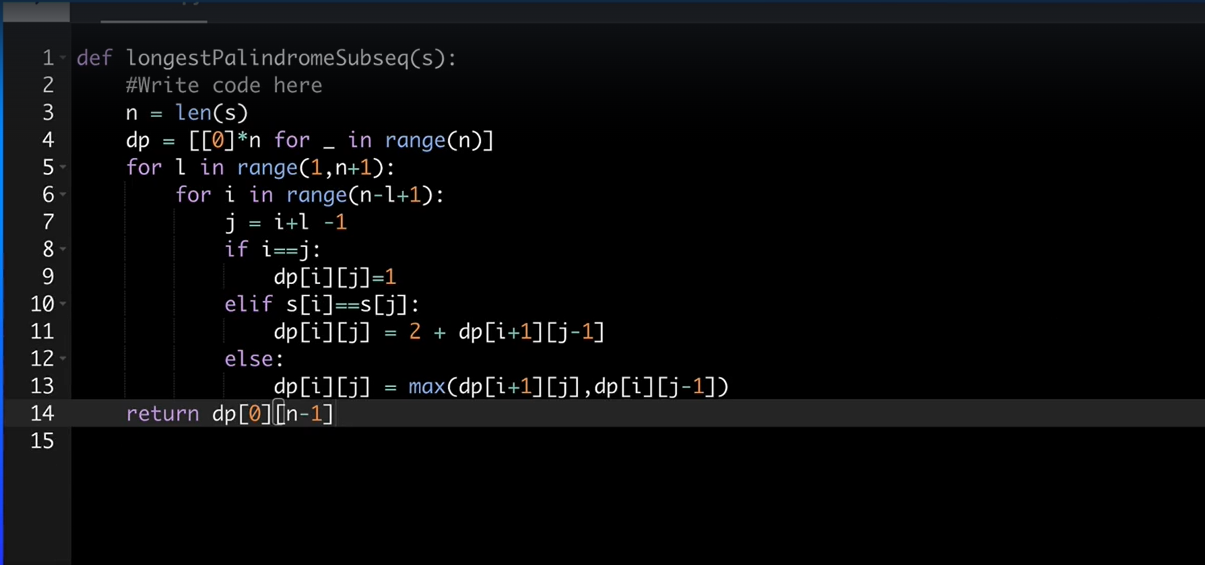 1 def longestPalindromeSubseq(s):
2     #Write code here
3     n = len(s)
4     dp = [[0]*n for _ in range(n)]
5     for l in range(1,n+1):
6         for i in range(n-l+1):
7             j = i+l -1
8             if i==j:
9                 dp[i][j]=1
10             elif s[i]==s[j]:
11                 dp[i][j] = 2 + dp[i+1][j-1]
12             else:
13                 dp[i][j] = max(dp[i+1][j],dp[i][j-1])
14     return dp[0][n-1]
15